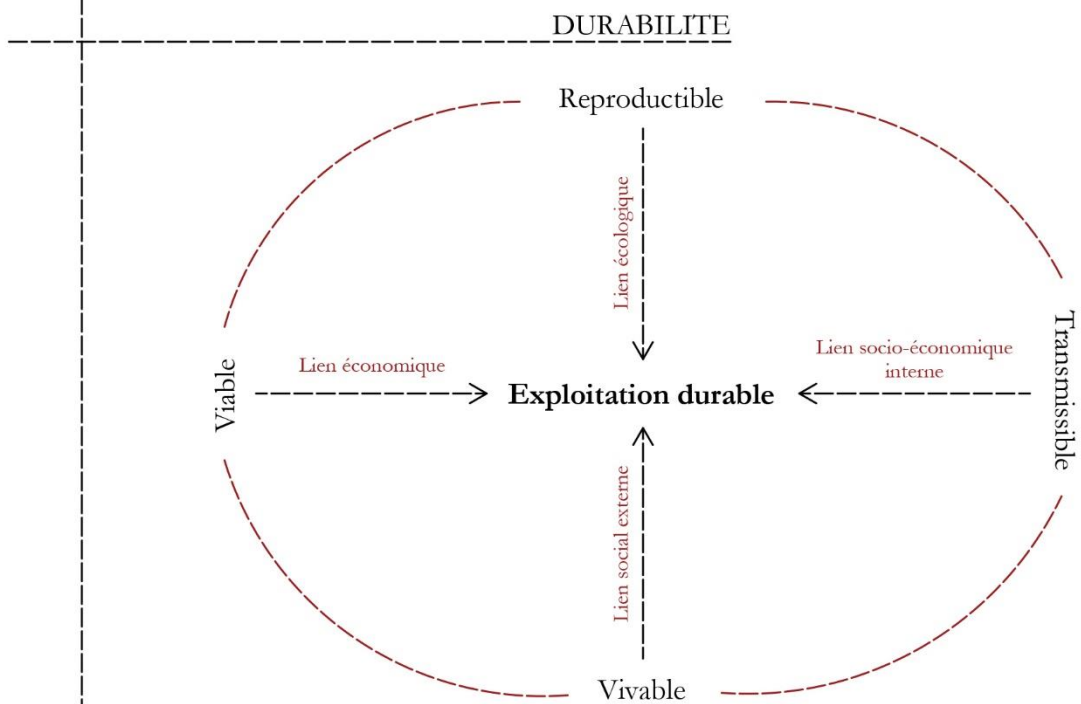 DURABILITE
Reproductible
Lien écologique
Viable
Lien économique
Exploitation durable
Lien socio-économique
interne
Transmissible
Lien social externe
Vivable